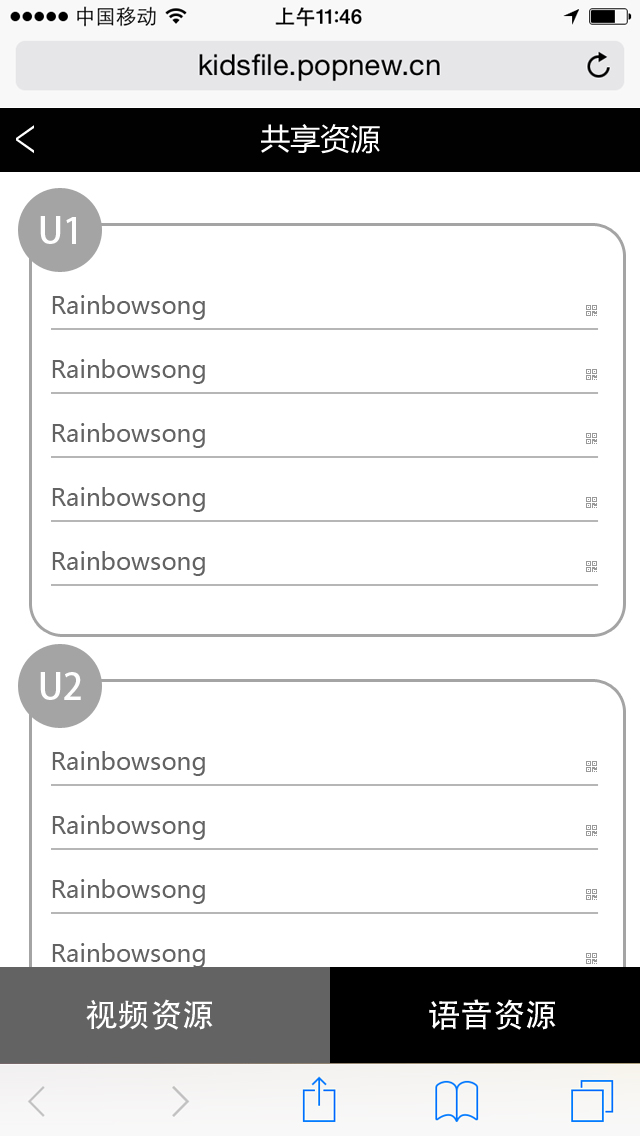 中国移动 上午11:46
kidsfile.popnew.cn
共享资源
U1
Rainbowsong
Rainbowsong
Rainbowsong
Rainbowsong
Rainbowsong
U2
Rainbowsong
Rainbowsong
Rainbowsong
Rainbowsong
视频资源 语音资源